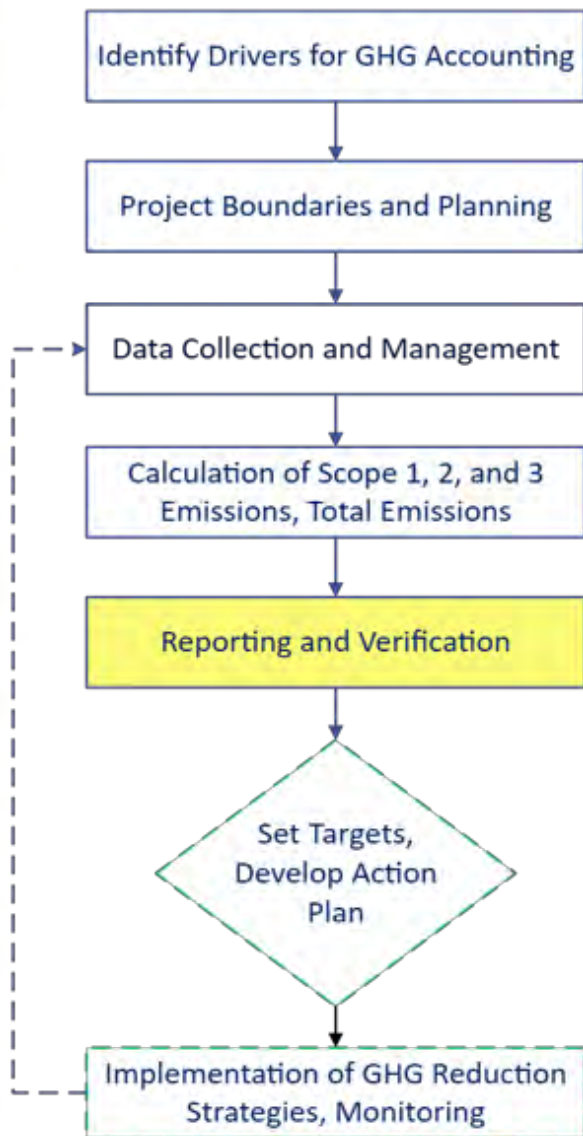 Identify Drivers for GHG Accounting
Project Boundaries and Planning
Data Collection and Management
Calculation of Scope 1, 2, and 3
Emissions, Total Emissions
Reporting and Verification
Set Targets,
Develop Action
Plan
Implementation of GHG Reduction
Strategies, Monitoring